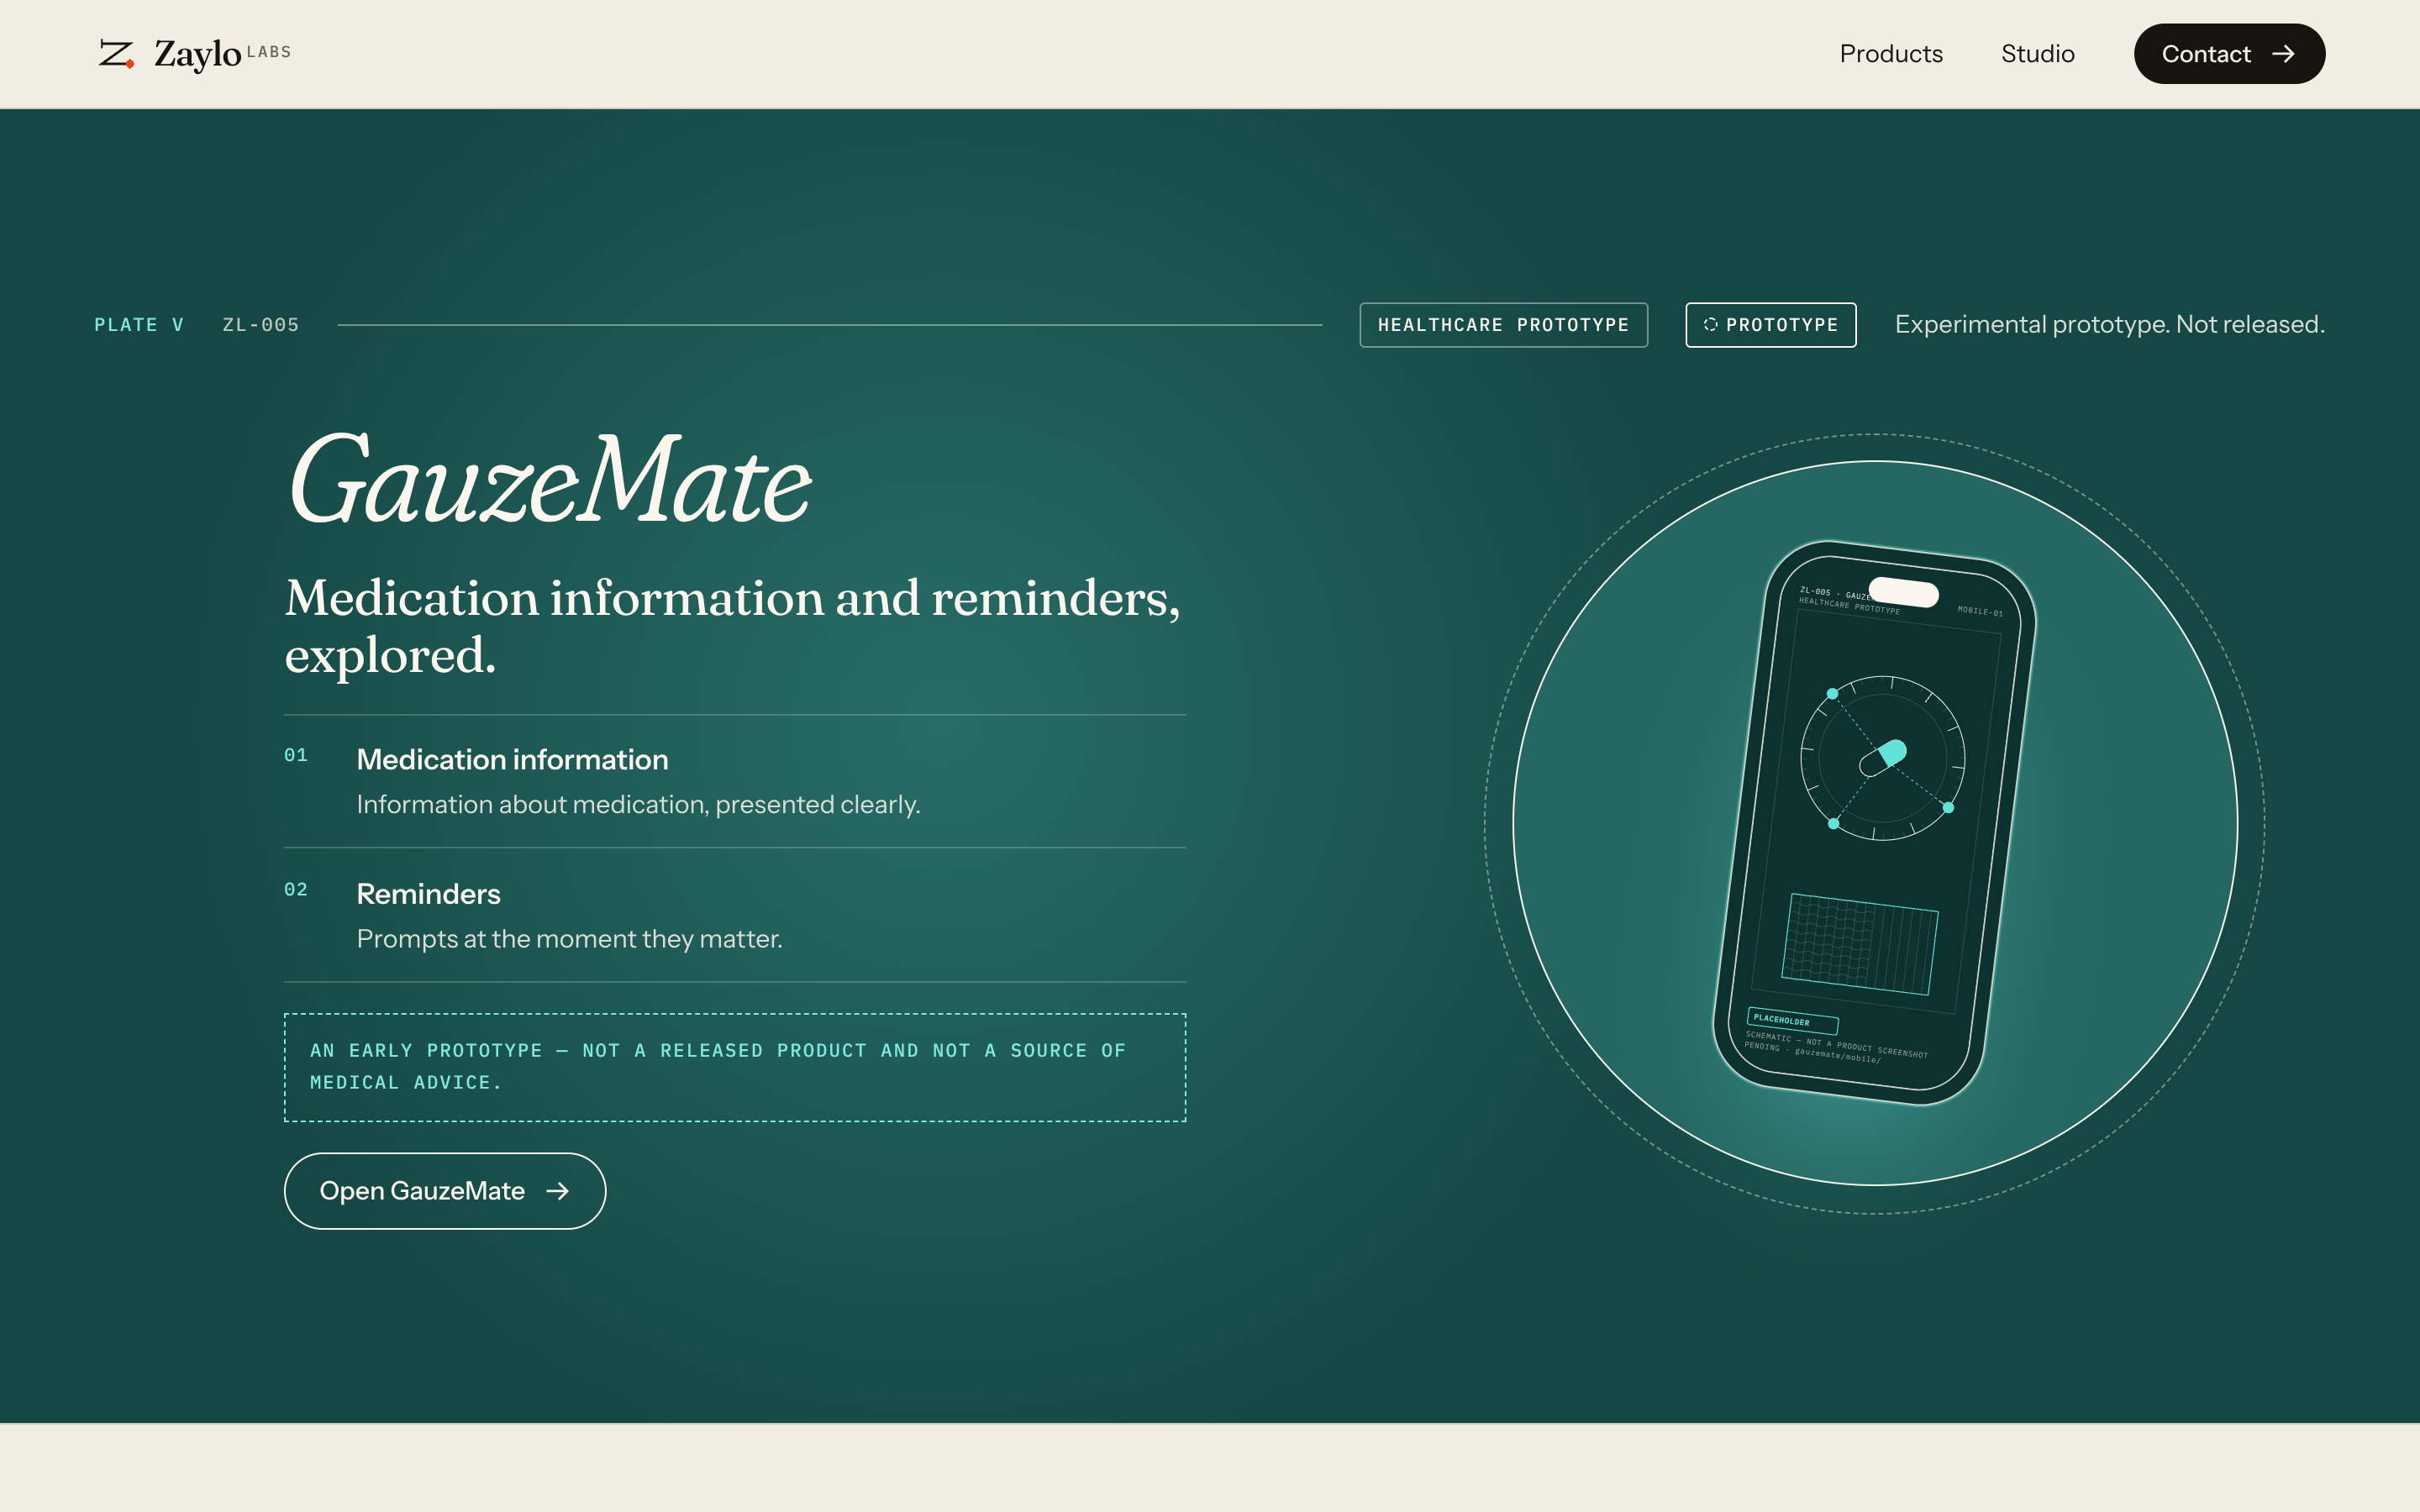 Zaylo LABS
Products
Studio
Contact
PLATE V
ZL-005
HEALTHCARE PROTOTYPE
PROTOTYPE
Experimental prototype. Not released.
GauzeMate
Medication information and reminders,
explored.
01
Medication information
Information about medication, presented clearly.
02
Reminders
Prompts at the moment they matter.
AN EARLY PROTOTYPE — NOT A RELEASED PRODUCT AND NOT A SOURCE OF
MEDICAL ADVICE.
Open GauzeMate
ZL-005 ·
HEALTHCARE PROTOTYPE
MOBILE-01
PLACEHOLDER
SCHEMATIC — NOT A PRODUCT SCREENSHOT
PENDING · gauzemate/mobile/